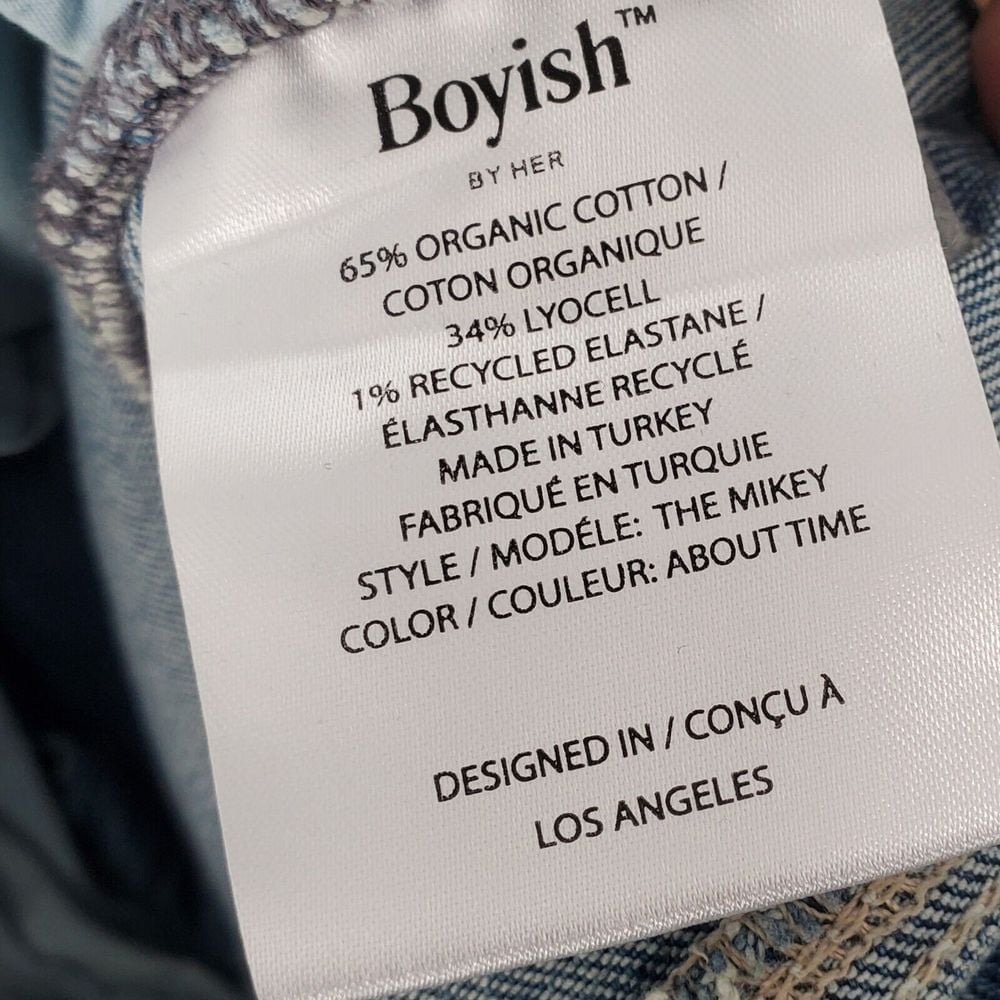 Boyish™
BY HER
65% ORGANIC COTTON /
COTON ORGANIQUE
34% LYOCELL
1% RECYCLED ELASTANE /
ÉLASTHANNE RECYCLÉ
MADE IN TURKEY
FABRIQUÉ EN TURQUIE
STYLE / MODÉLE: THE MIKEY
COLOR / COULEUR: ABOUT TIME
DESIGNED IN / CONÇU À
LOS ANGELES